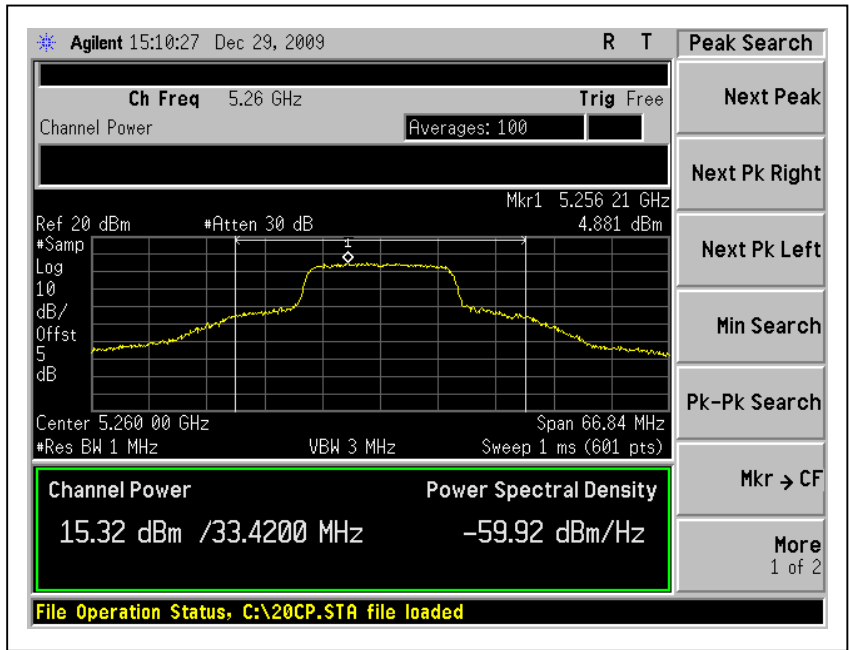 Agilent 15:10:27 Dec 29, 2009 R T
Peak Search
Ch Freq 5.26 GHz Trig Free
Channel Power Averages: 100
Mkr1 5.256 21 GHz
Ref 20 dBm #Atten 30 dB 4.881 dBm
#Samp
Log
10
dB/
Offst
5
dB
1
Center 5.260 00 GHz Span 66.84 MHz
#Res BW 1 MHz VBW 3 MHz Sweep 1 ms (601 pts)
Channel Power Power Spectral Density
15.32 dBm /33.4200 MHz -59.92 dBm/Hz
File Operation Status, C:\20CP.STA file loaded
Next Peak
Next Pk Right
Next Pk Left
Min Search
Pk-Pk Search
Mkr → CF
More
1 of 2